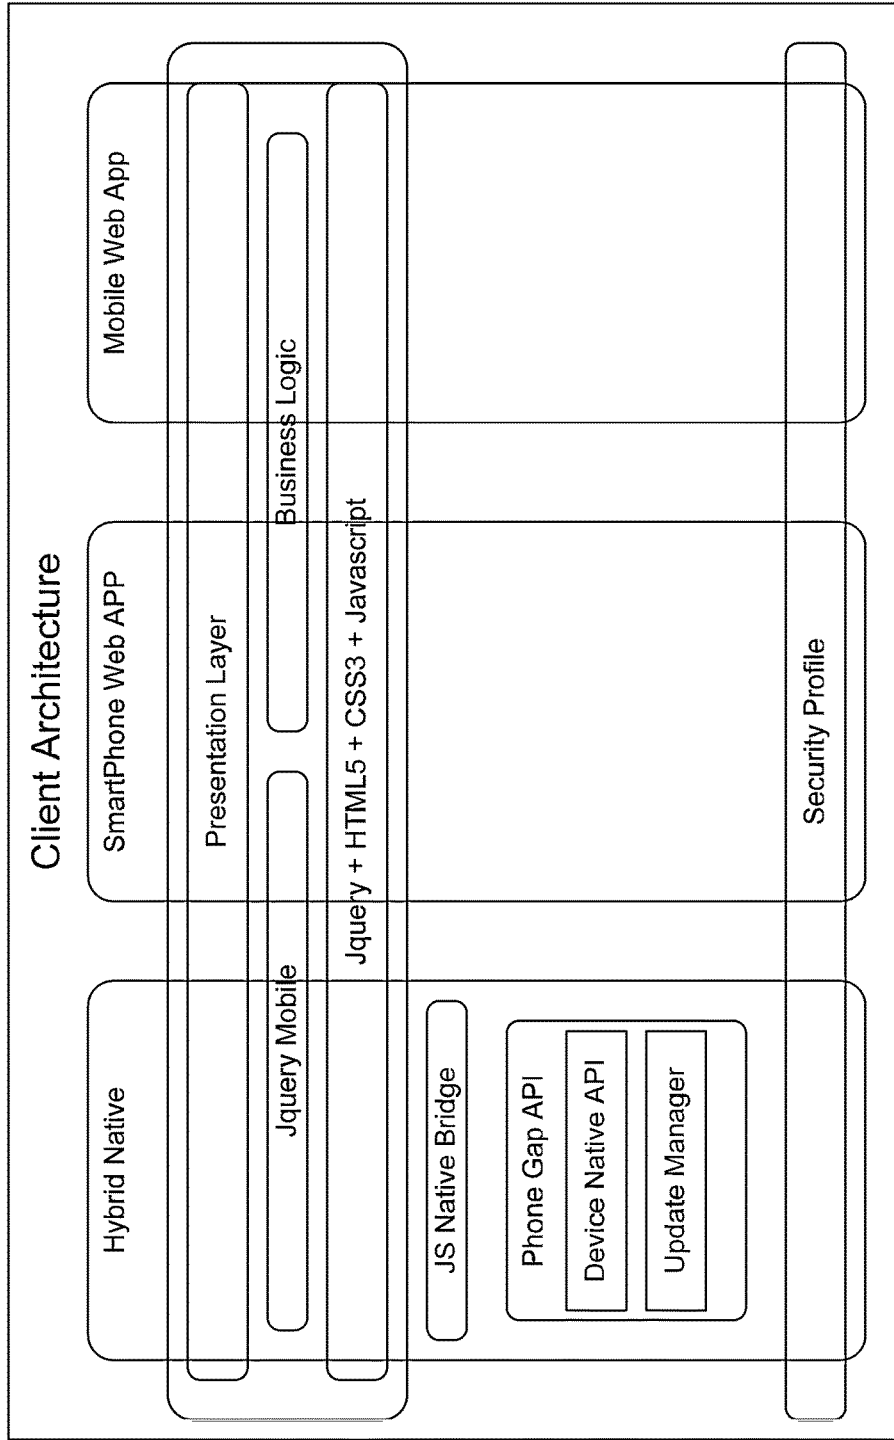 Client Architecture
Hybrid Native
SmartPhone Web APP
Mobile Web App
Presentation Layer
Jquery Mobile
Business Logic
Jquery + HTML5 + CSS3 + Javascript
JS Native Bridge
Phone Gap API
Device Native API
Update Manager
Security Profile